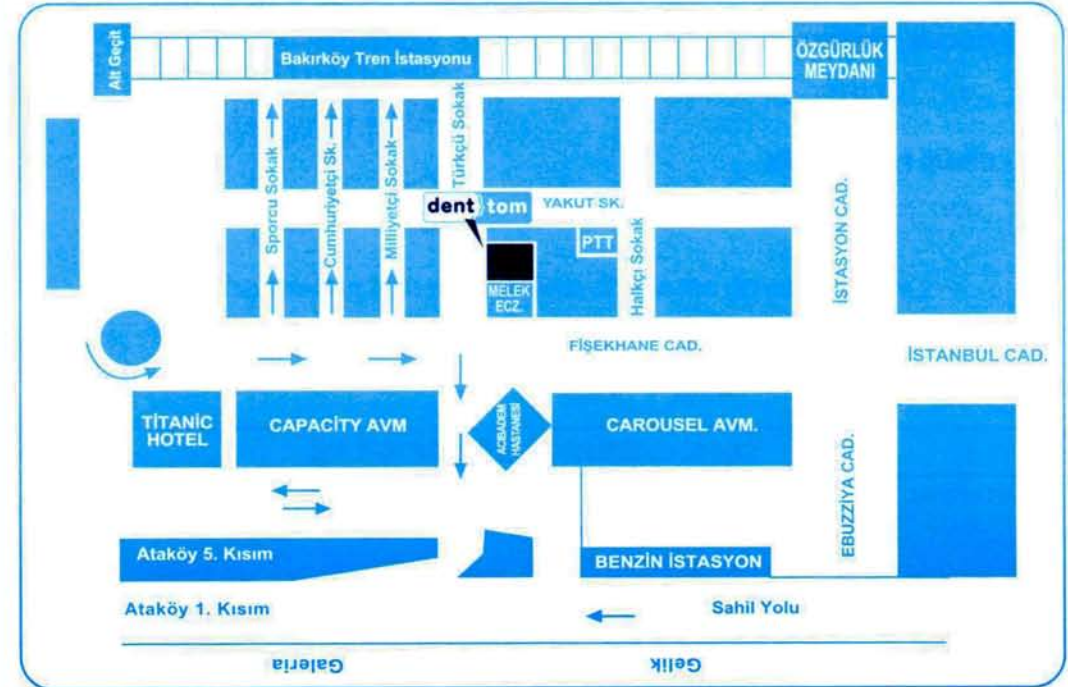 Alt Geçit
Bakırköy Tren İstasyonu
ÖZGÜRLÜK
MEYDANI
Sporcu Sokak
Cumhuriyetçi Sk.
Milliyetçi Sokak
Türkçü Sokak
dent tom
YAKUT SK.
PTT
Halkçı Sokak
İSTASYON CAD.
MELEK
ECZ.
FİŞEKHANE CAD.
İSTANBUL CAD.
TİTANİC
HOTEL
CAPACİTY AVM
ACIBADEM
HASTANESİ
CAROUSEL AVM.
EBUZZİYA CAD.
Ataköy 5. Kısım
BENZİN İSTASYON
Ataköy 1. Kısım
Sahil Yolu
Galeria
Gelik